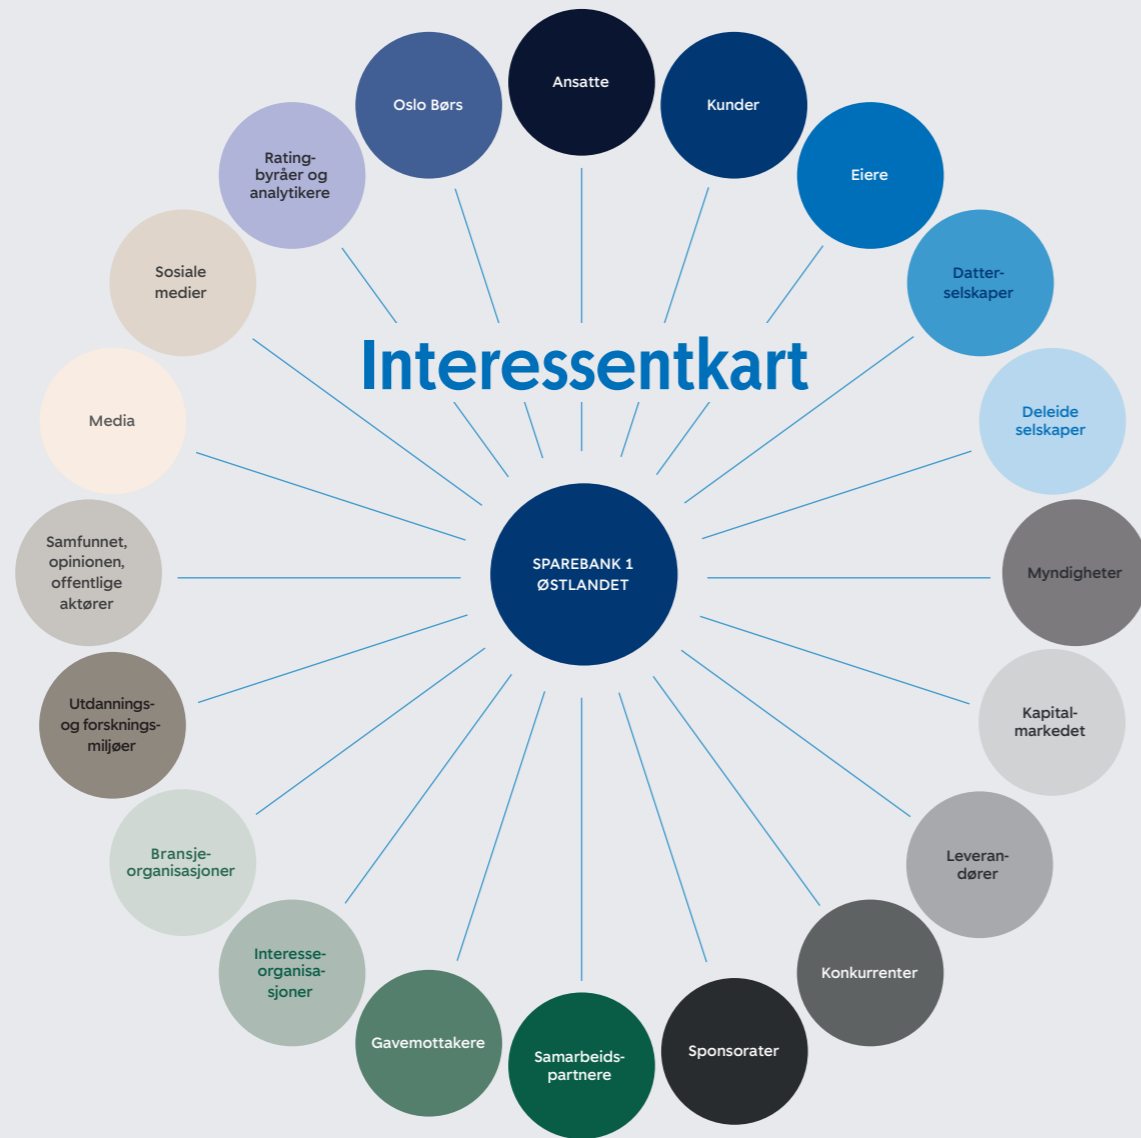 Interessentkart
SPAREBANK 1
ØSTLANDET
Ansatte
Kunder
Eiere
Datter-
selskaper
Deleide
selskaper
Myndigheter
Kapital-
markedet
Leveran-
dører
Konkurrenter
Sponsorater
Samarbeids-
partnere
Gavemottakere
Interesse-
organisa-
sjoner
Bransje-
organisasjoner
Utdannings-
og forsknings-
miljøer
Samfunnet,
opinionen,
offentlige
aktører
Media
Sosiale
medier
Rating-
byråer og
analytikere
Oslo Børs